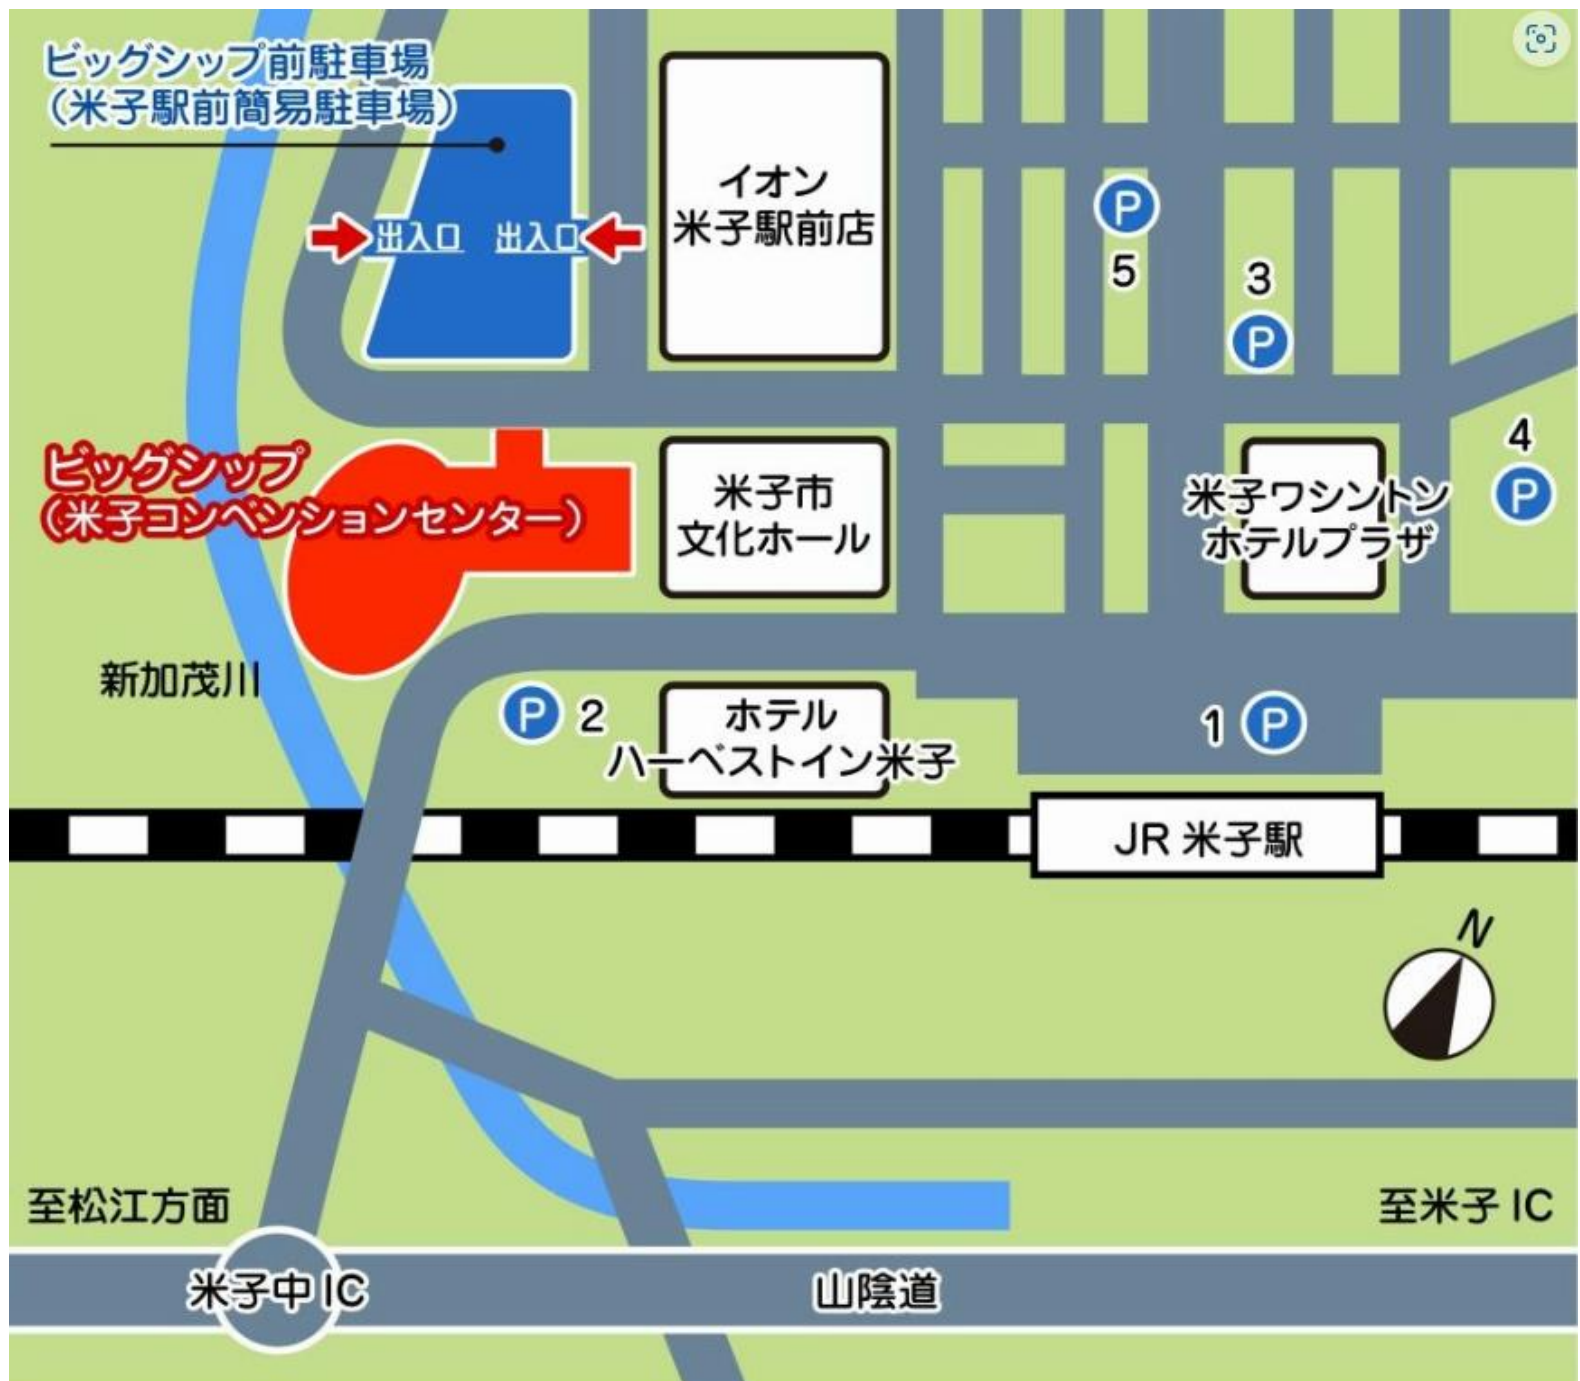 ビッグシップ前駐車場
（米子駅前簡易駐車場）
出入口 出入口
イオン
米子駅前店
P
5
3
P
4
P
ビッグシップ
（米子コンベンションセンター）
米子市
文化ホール
米子ワシントン
ホテルプラザ
新加茂川
P 2
ホテル
ハーベストイン米子
1 P
JR 米子駅
N
至松江方面
至米子 IC
米子中 IC
山陰道